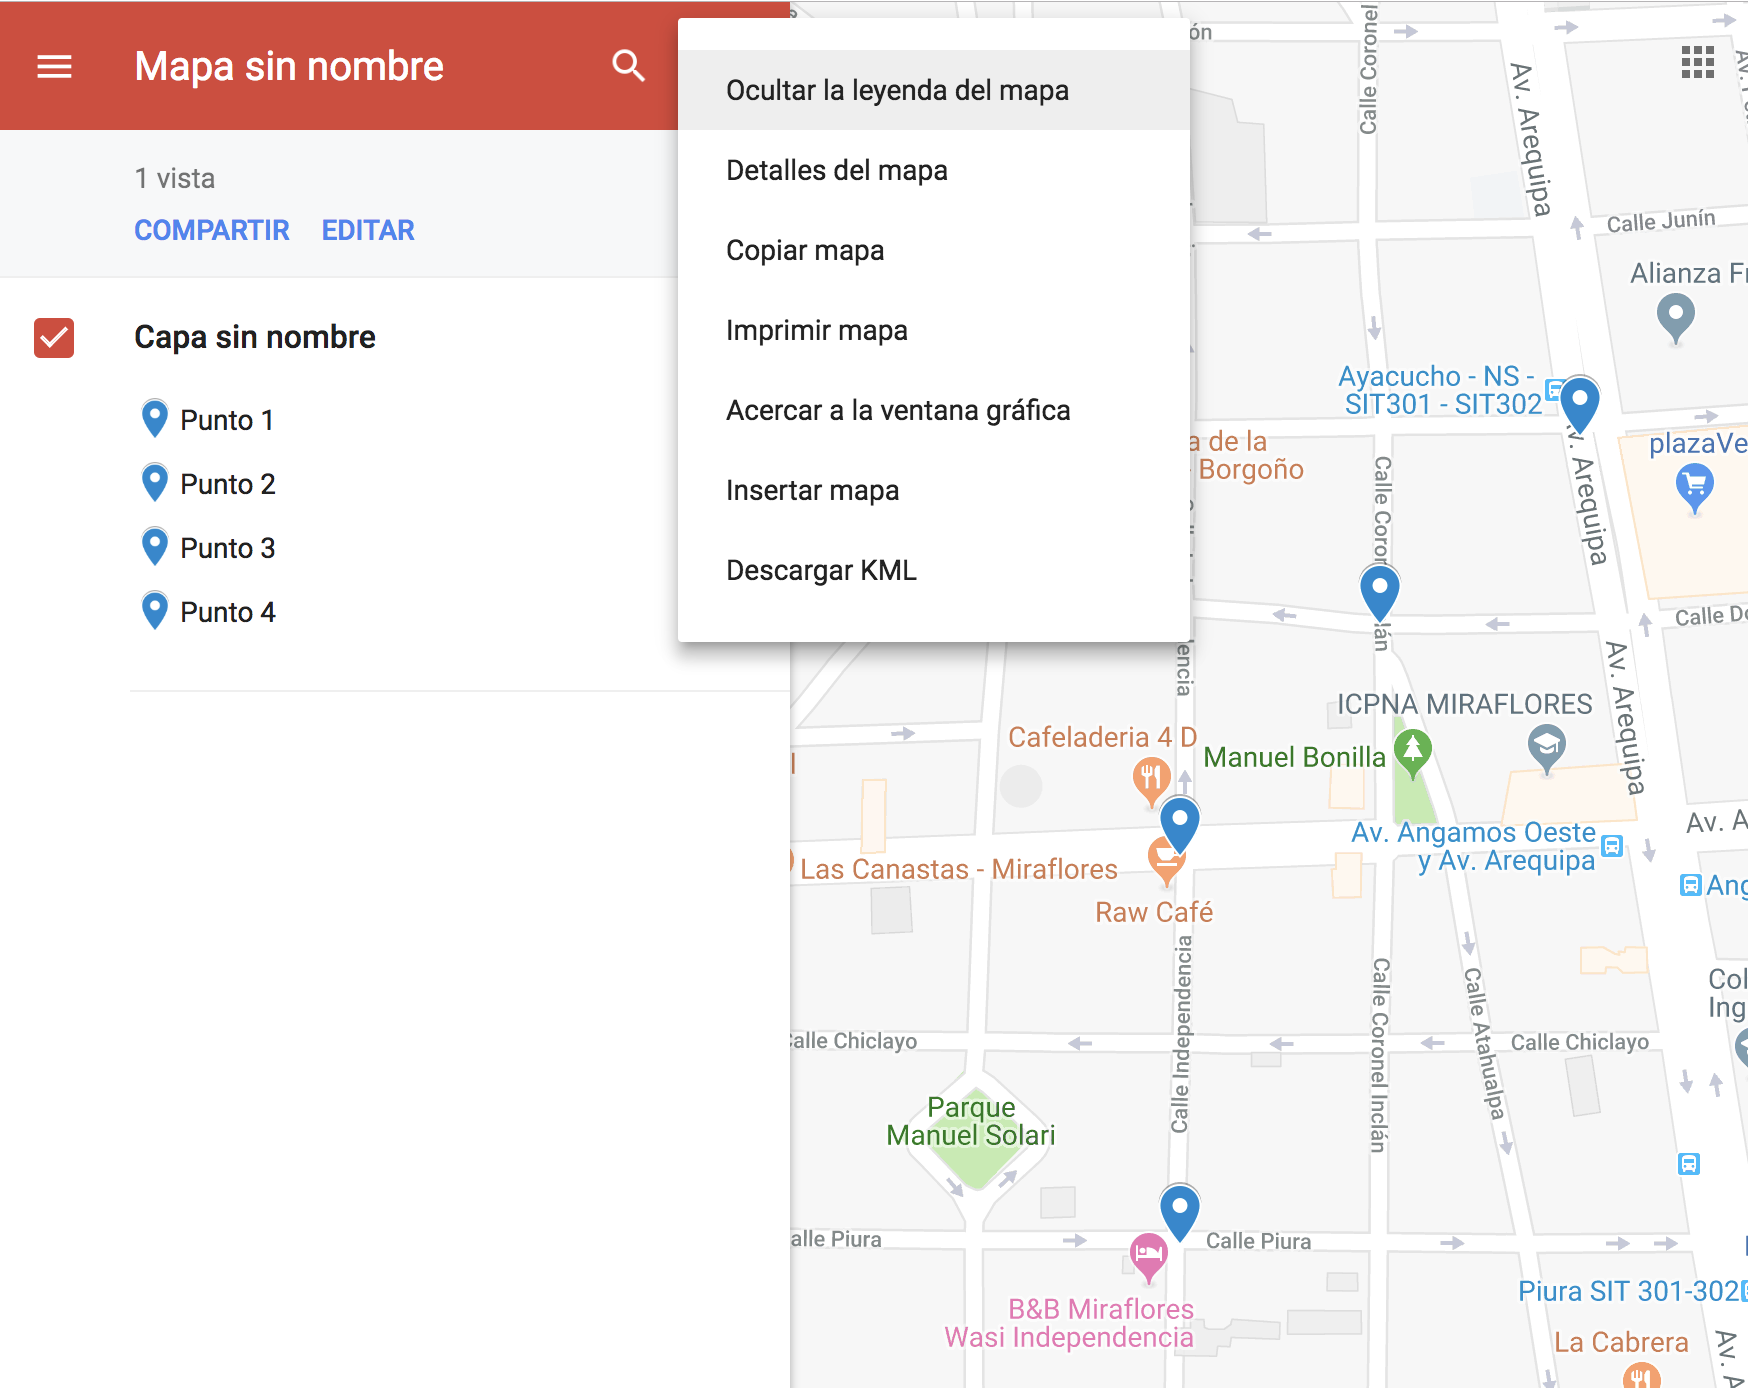 Mapa sin nombre
1 vista
COMPARTIR EDITAR
Capa sin nombre
Punto 1
Punto 2
Punto 3
Punto 4
Ocultar la leyenda del mapa
Detalles del mapa
Copiar mapa
Imprimir mapa
Acercar a la ventana gráfica
Insertar mapa
Descargar KML
ón
Calle Coronel
Av. Arequipa
Calle Junín
Alianza Fr
Ayacucho - NS -
SIT301 - SIT302
a de la
- Borgoño
plazaVe
Av. Arequipa
Calle Coron
lán
Calle Do
encia
Av. Arequipa
ICPNA MIRAFLORES
Cafeladeria 4 D
Manuel Bonilla
Av. A
Av. Angamos Oeste
y Av. Arequipa
Las Canastas - Miraflores
Ang
Raw Café
Calle Independencia
Calle Coronel Inclán
Calle Atahualpa
Col
Ing
Calle Chiclayo
Calle Chiclayo
Parque
Manuel Solari
alle Piura
Calle Piura
Piura SIT 301-302
B&B Miraflores
Wasi Independencia
La Cabrera
Av. A